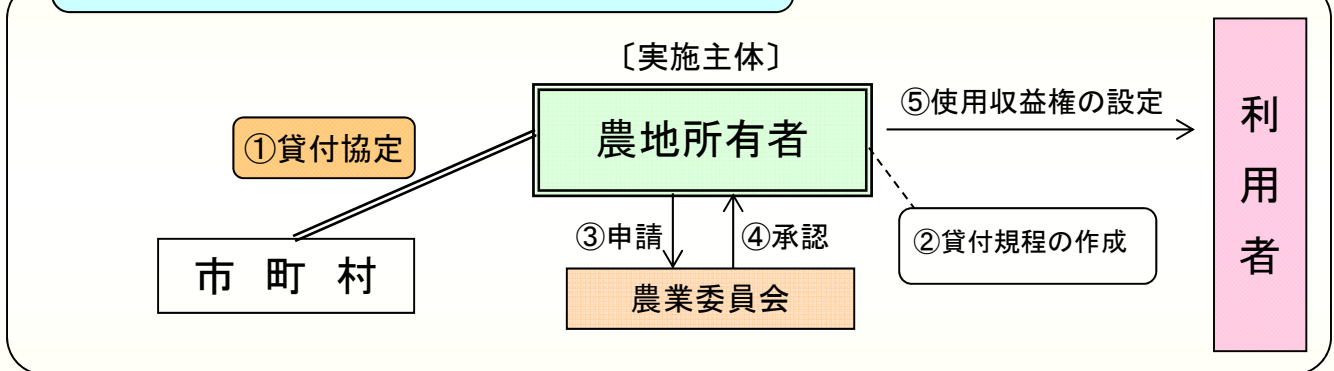 〔実施主体〕
農地所有者
⑤使用収益権の設定
利用者
①貸付協定
③申請
④承認
②貸付規程の作成
市町村
農業委員会